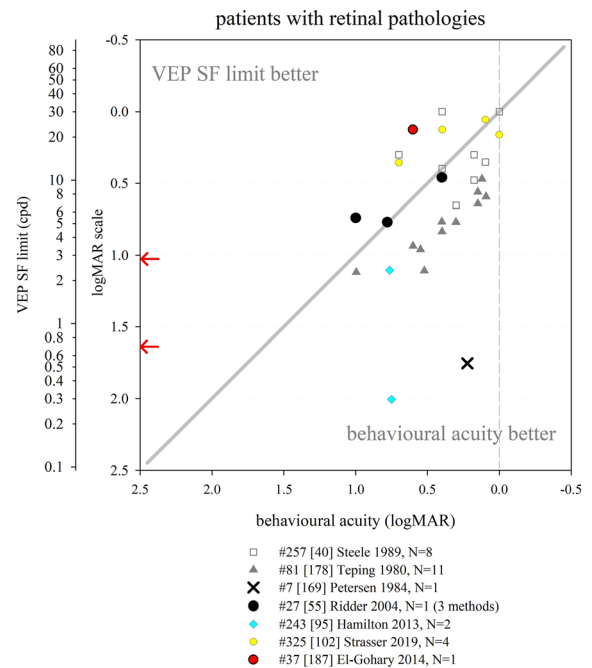 patients with retinal pathologies
VEP SF limit better
behavioural acuity better
VEP SF limit (cpd)
80
60
50
40
30
20
10
8
6
5
4
3
2
1
0.8
0.6
0.5
0.4
0.3
0.2
0.1
logMAR scale
-0.5
0.0
0.5
1.0
1.5
2.0
2.5
2.5 2.0 1.5 1.0 0.5 0.0 -0.5
behavioural acuity (logMAR)
#257 [40] Steele 1989, N=8
#81 [178] Teping 1980, N=11
#7 [169] Petersen 1984, N=1
#27 [55] Ridder 2004, N=1 (3 methods)
#243 [95] Hamilton 2013, N=2
#325 [102] Strasser 2019, N=4
#37 [187] El-Gohary 2014, N=1